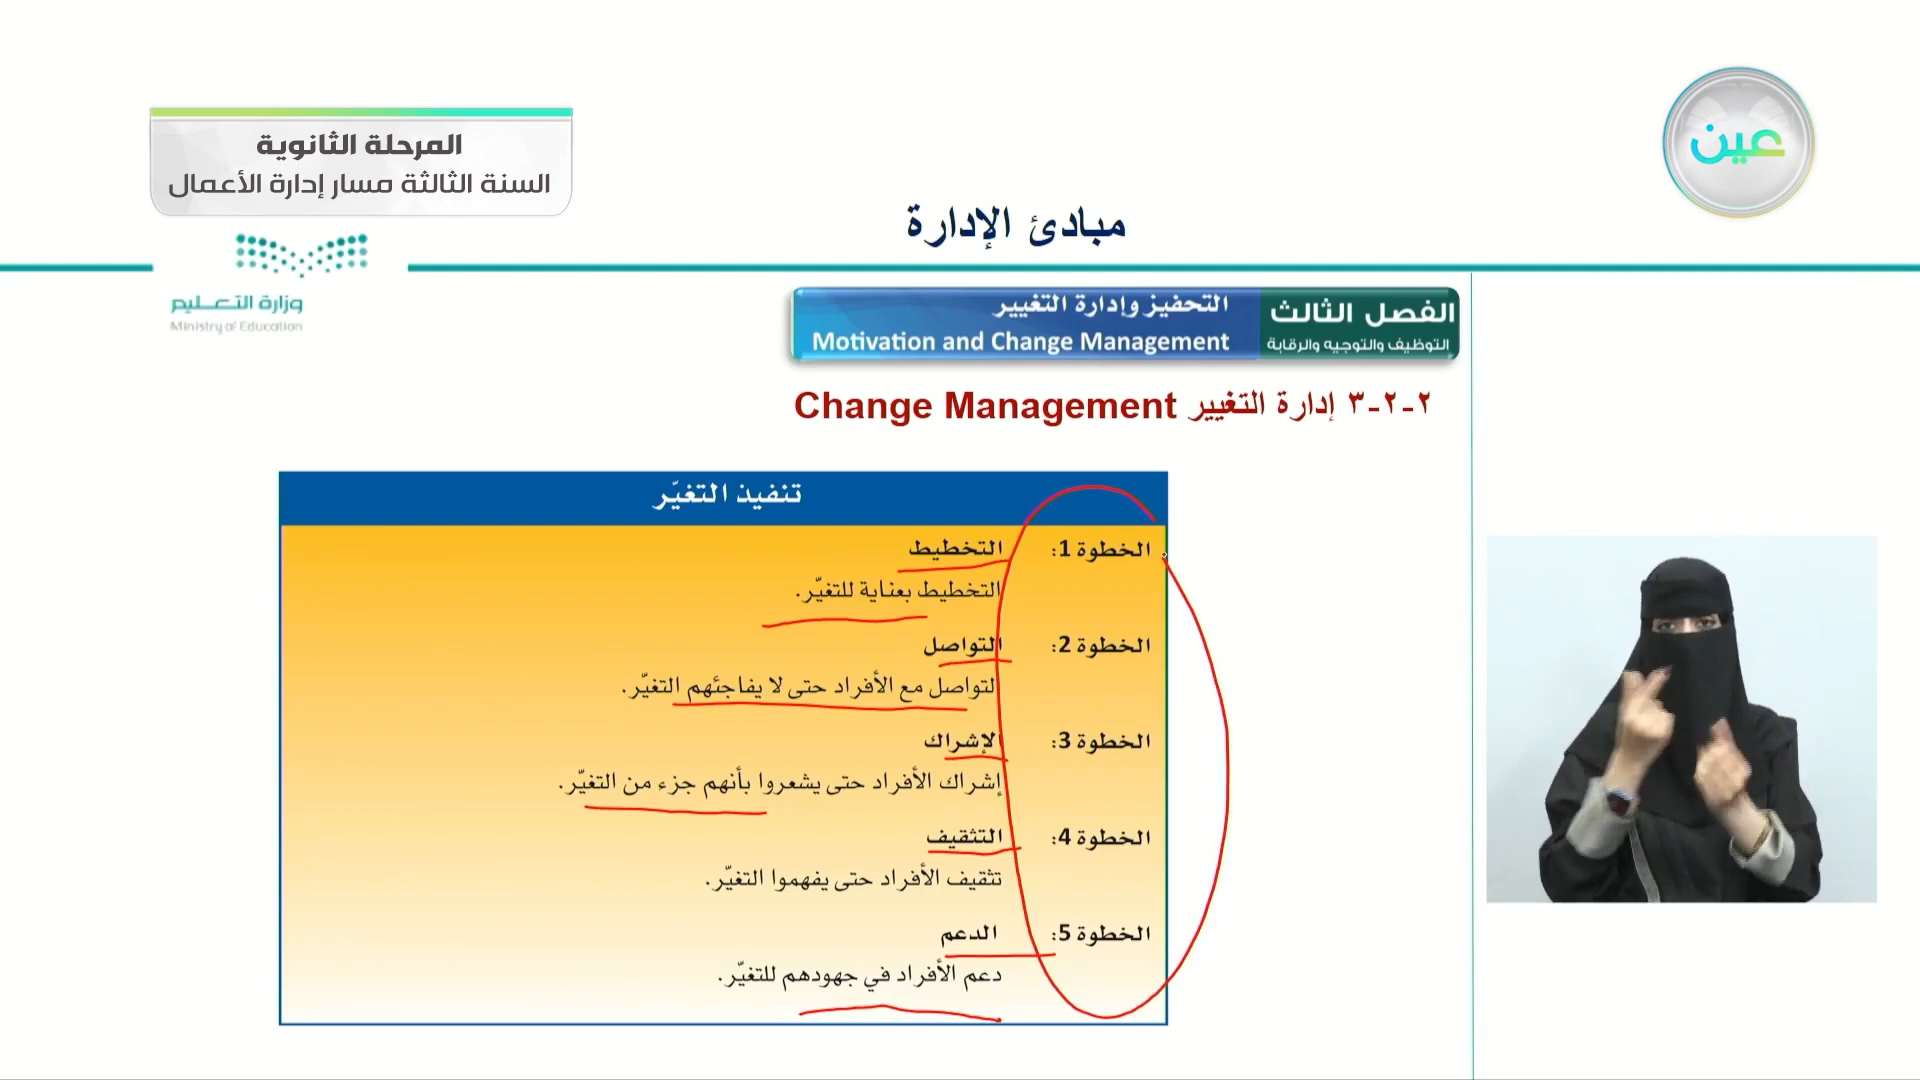 عين
المرحلة الثانوية
السنة الثالثة مسار إدارة الأعمال
مبادئ الإدارة
وزارة التعليم
Ministry of Education
الفصل الثالث
التوظيف والتوجيه والرقابة
التحفيز وإدارة التغيير
Motivation and Change Management
٣-٢-٢ إدارة التغيير Change Management
تنفيذ التغيّر
الخطوة 1: التخطيط
التخطيط بعناية للتغيّر.
الخطوة 2: التواصل
التواصل مع الأفراد حتى لا يفاجئهم التغيّر.
الخطوة 3: الإشراك
إشراك الأفراد حتى يشعروا بأنهم جزء من التغيّر.
الخطوة 4: التثقيف
تثقيف الأفراد حتى يفهموا التغيّر.
الخطوة 5: الدعم
دعم الأفراد في جهودهم للتغيّر.